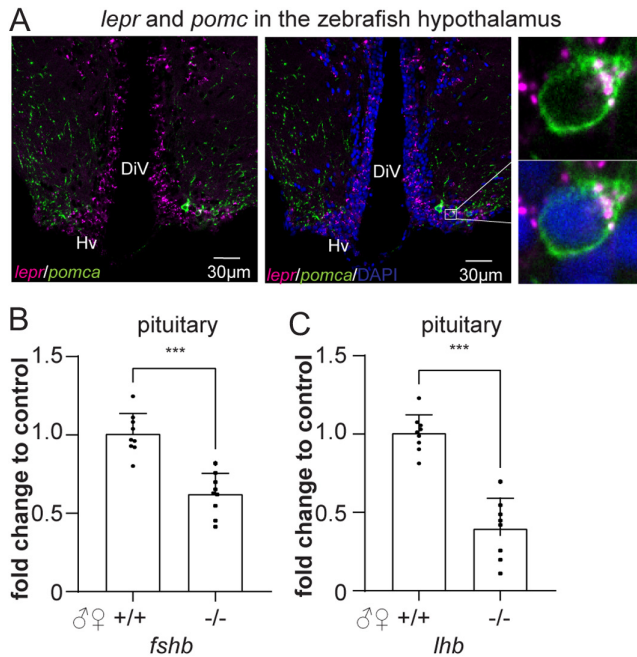 A lepr and pomc in the zebrafish hypothalamus
DiV
Hv
30μm
lepr/pomca
DiV
Hv
30μm
lepr/pomca/DAPI
B
pituitary
***
fold change to control
1.5
1.0
0.5
0
♂♀ +/+ -/-
fshb
C
pituitary
***
fold change to control
1.5
1.0
0.5
0
♂♀ +/+ -/-
lhb